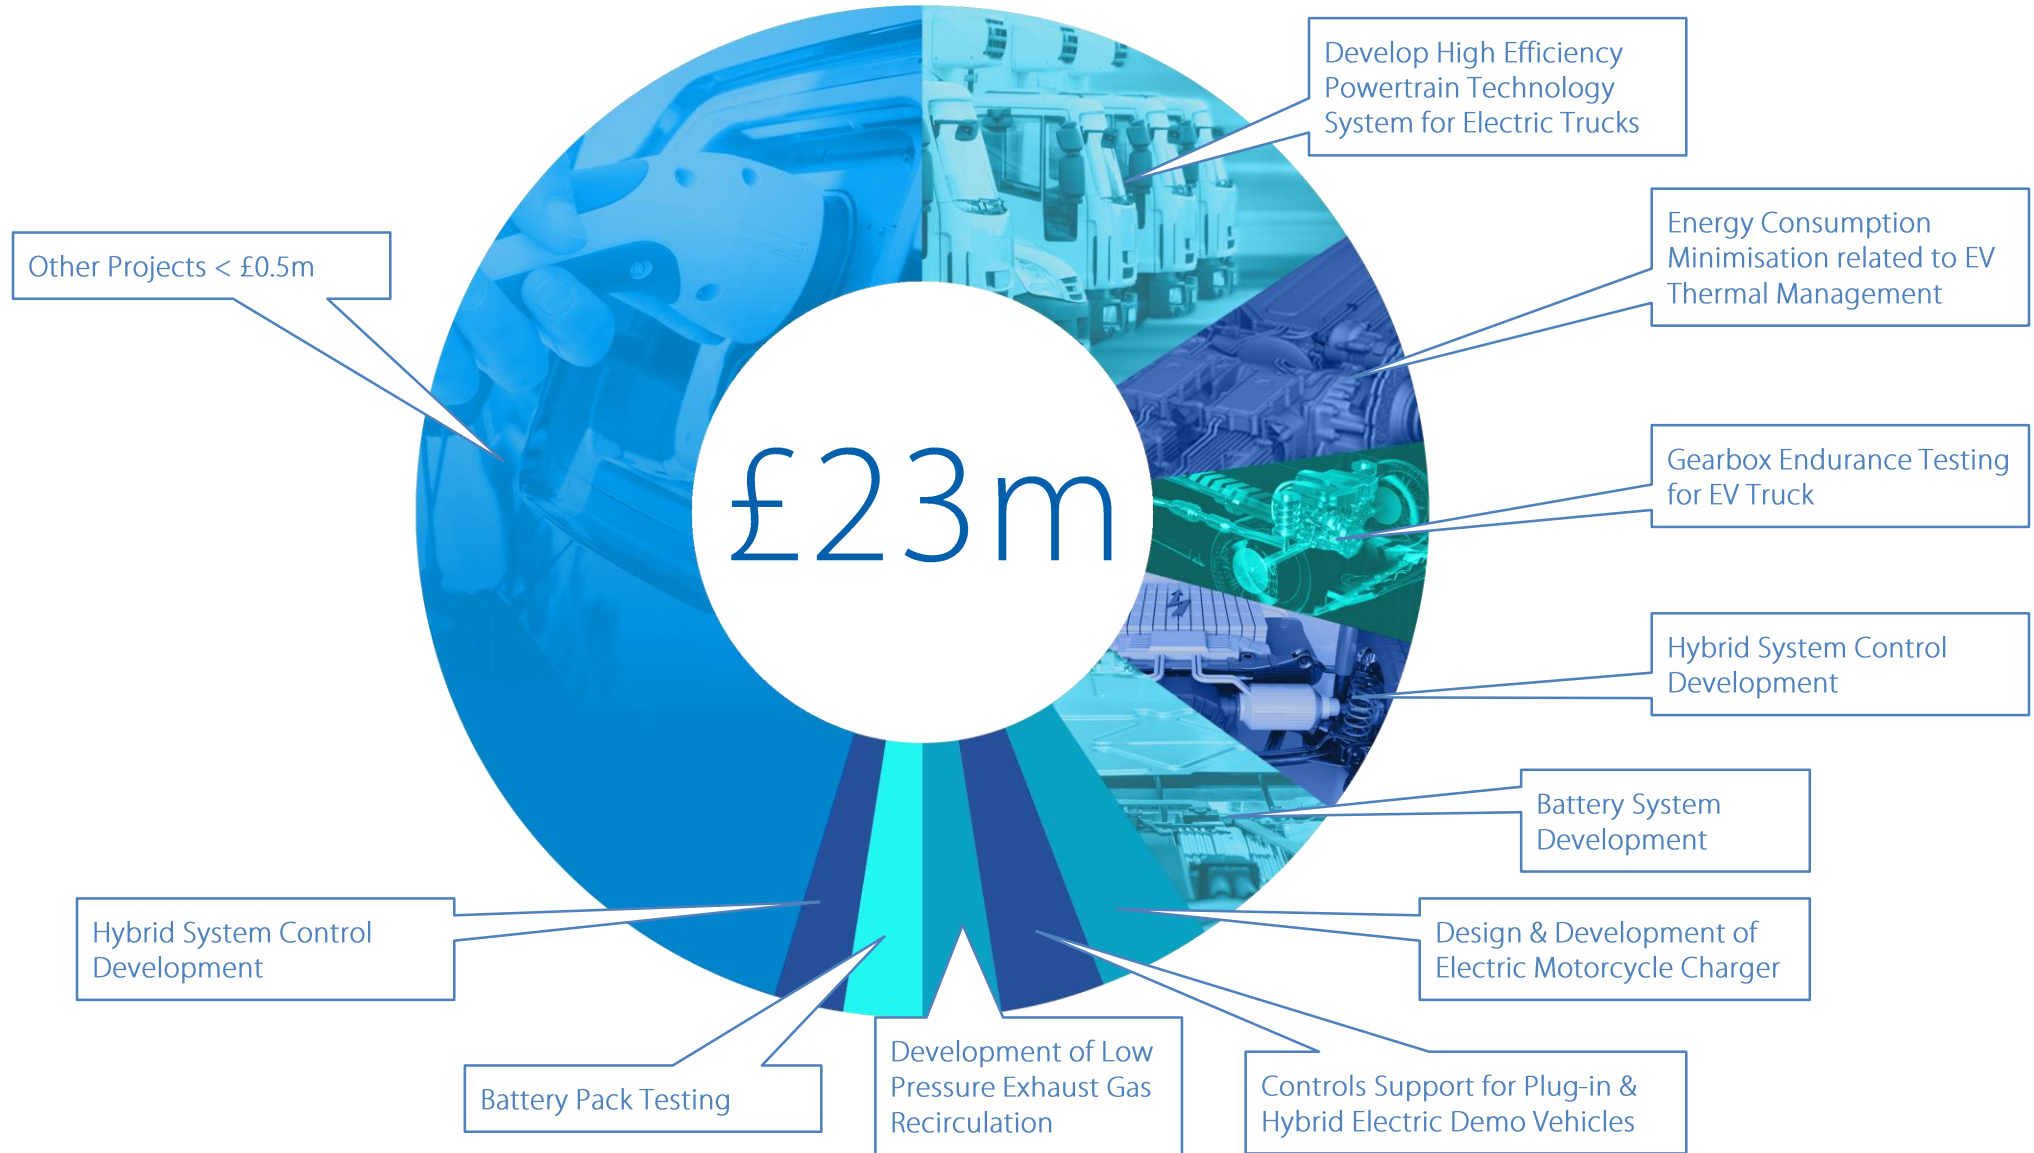 Develop High Efficiency
Powertrain Technology
System for Electric Trucks
Energy Consumption
Minimisation related to EV
Thermal Management
Other Projects < £0.5m
£23m
Gearbox Endurance Testing
for EV Truck
Hybrid System Control
Development
Battery System
Development
Design & Development of
Electric Motorcycle Charger
Hybrid System Control
Development
Battery Pack Testing
Development of Low
Pressure Exhaust Gas
Recirculation
Controls Support for Plug-in &
Hybrid Electric Demo Vehicles